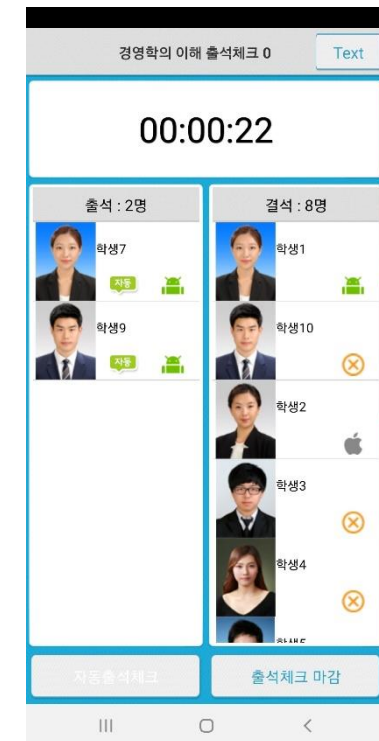 경영학의 이해 출석체크 0
Text
00:00:22
출석 : 2명
학생7
자동
학생9
자동
결석 : 8명
학생1
학생10
학생2
학생3
학생4
자동출석체크
출석체크 마감